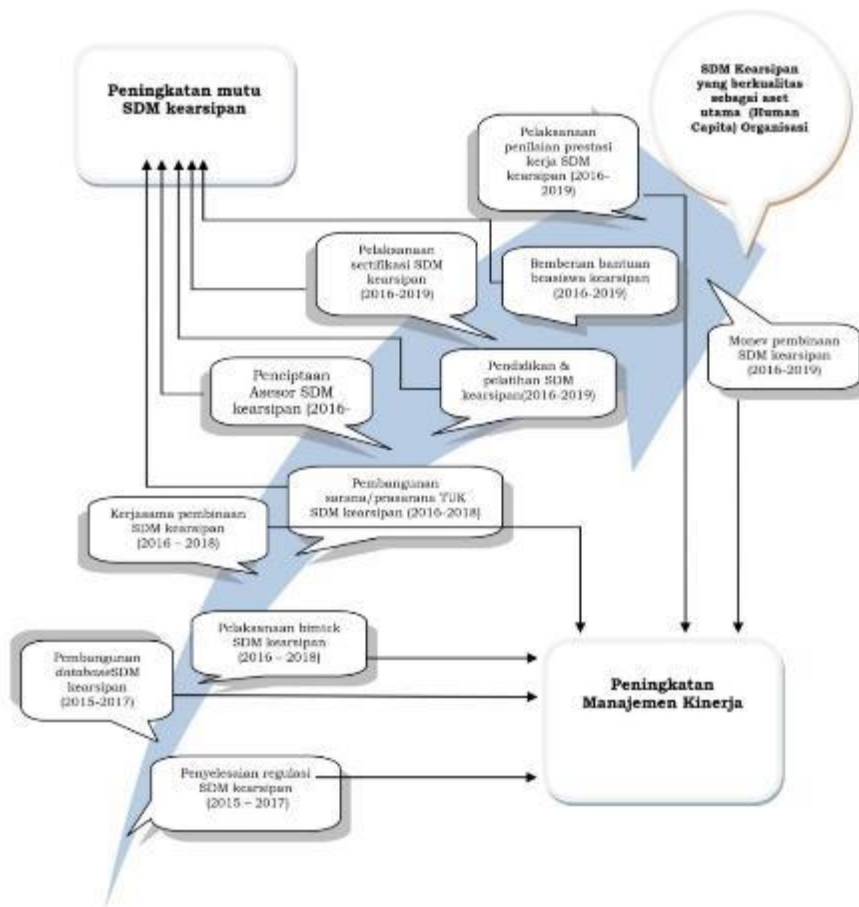 Peningkatan mutu
SDM kearsipan
SDM Kearsipan
yang berkualitas
sebagai aset
utama (Human
Capita) Organisasi
Pelaksanaan
penilaian prestasi
kerja SDM
kearsipan (2016-
2019)
Pelaksanaan
sertifikasi SDM
kearsipan
(2016-2019)
Bemberian bantuan
beasiswa kearsipan
(2016-2019)
Monev pembinaan
SDM kearsipan
(2016-2019)
Penciptaan
Asesor SDM
kearsipan (2016-
Pendidikan &
pelatihan SDM
kearsipan(2016-2019)
Pembangunan
sarana/prasarana TUK
SDM kearsipan (2016-2018)
Kerjasama pembinaan
SDM kearsipan
(2016 – 2018)
Pelaksanaan bimtek
SDM kearsipan
(2016 – 2018)
Pembangunan
databaseSDM
kearsipan
(2015-2017)
Peningkatan
Manajemen Kinerja
Penyelesaian regulasi
SDM kearsipan
(2015 – 2017)